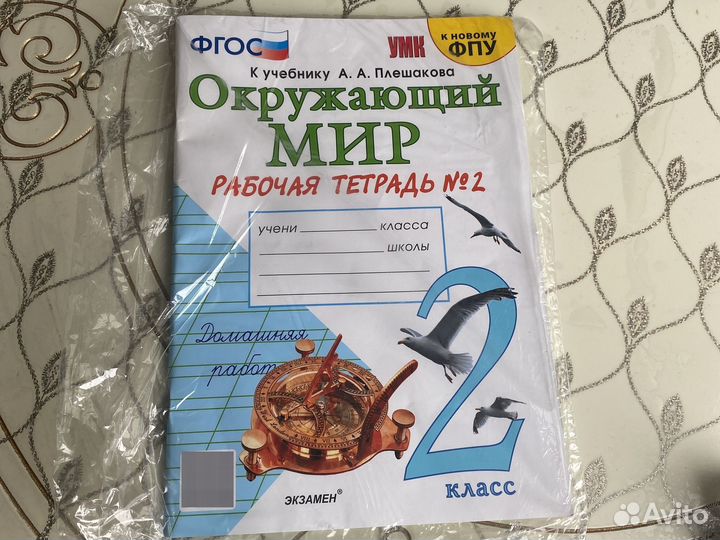 ФГОС
УМК
к новому
ФПУ
К учебнику А. А. Плешакова
Окружающий
МИР
РАБОЧАЯ ТЕТРАДЬ №2
учени класса
школы
Домашняя
работ
2
класс
ЭКЗАМЕН®
Avito